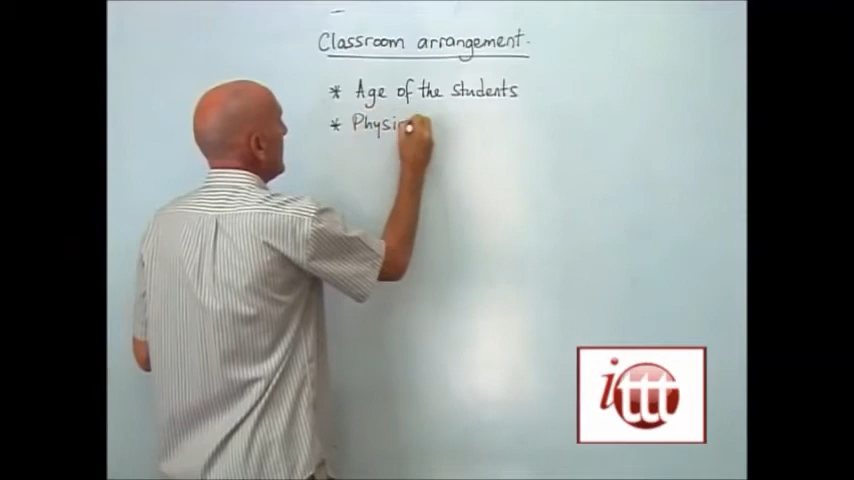 Classroom arrangement.
* Age of the students
* Physi
ittt